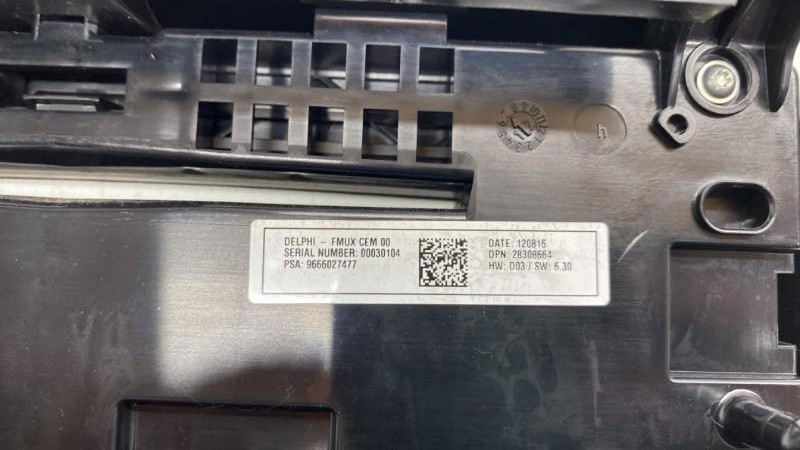 DELPHI - FMUX CEM 00
SERIAL NUMBER: 00030104
PSA: 9666027477
DATE: 120816
DPN: 28308664
HW: D03 / SW: 6.30
h